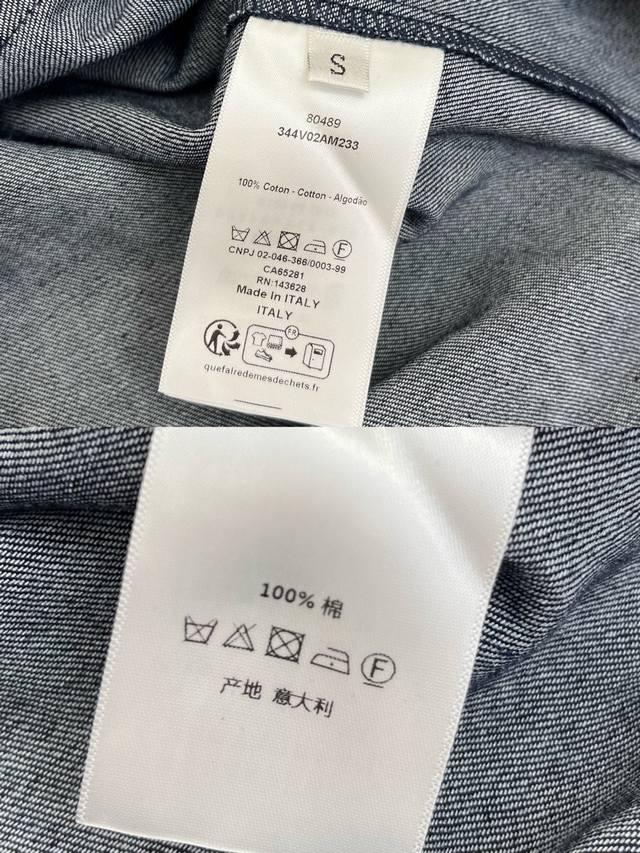 S
80489
344V02AM233
100% Coton - Cotton - Algodão
F
CNPJ 02-046-366/0003-99
CA65281
RN:143628
Made in ITALY
ITALY
FR
quefairedemesdechets.fr
100% 棉
F
产地 意大利